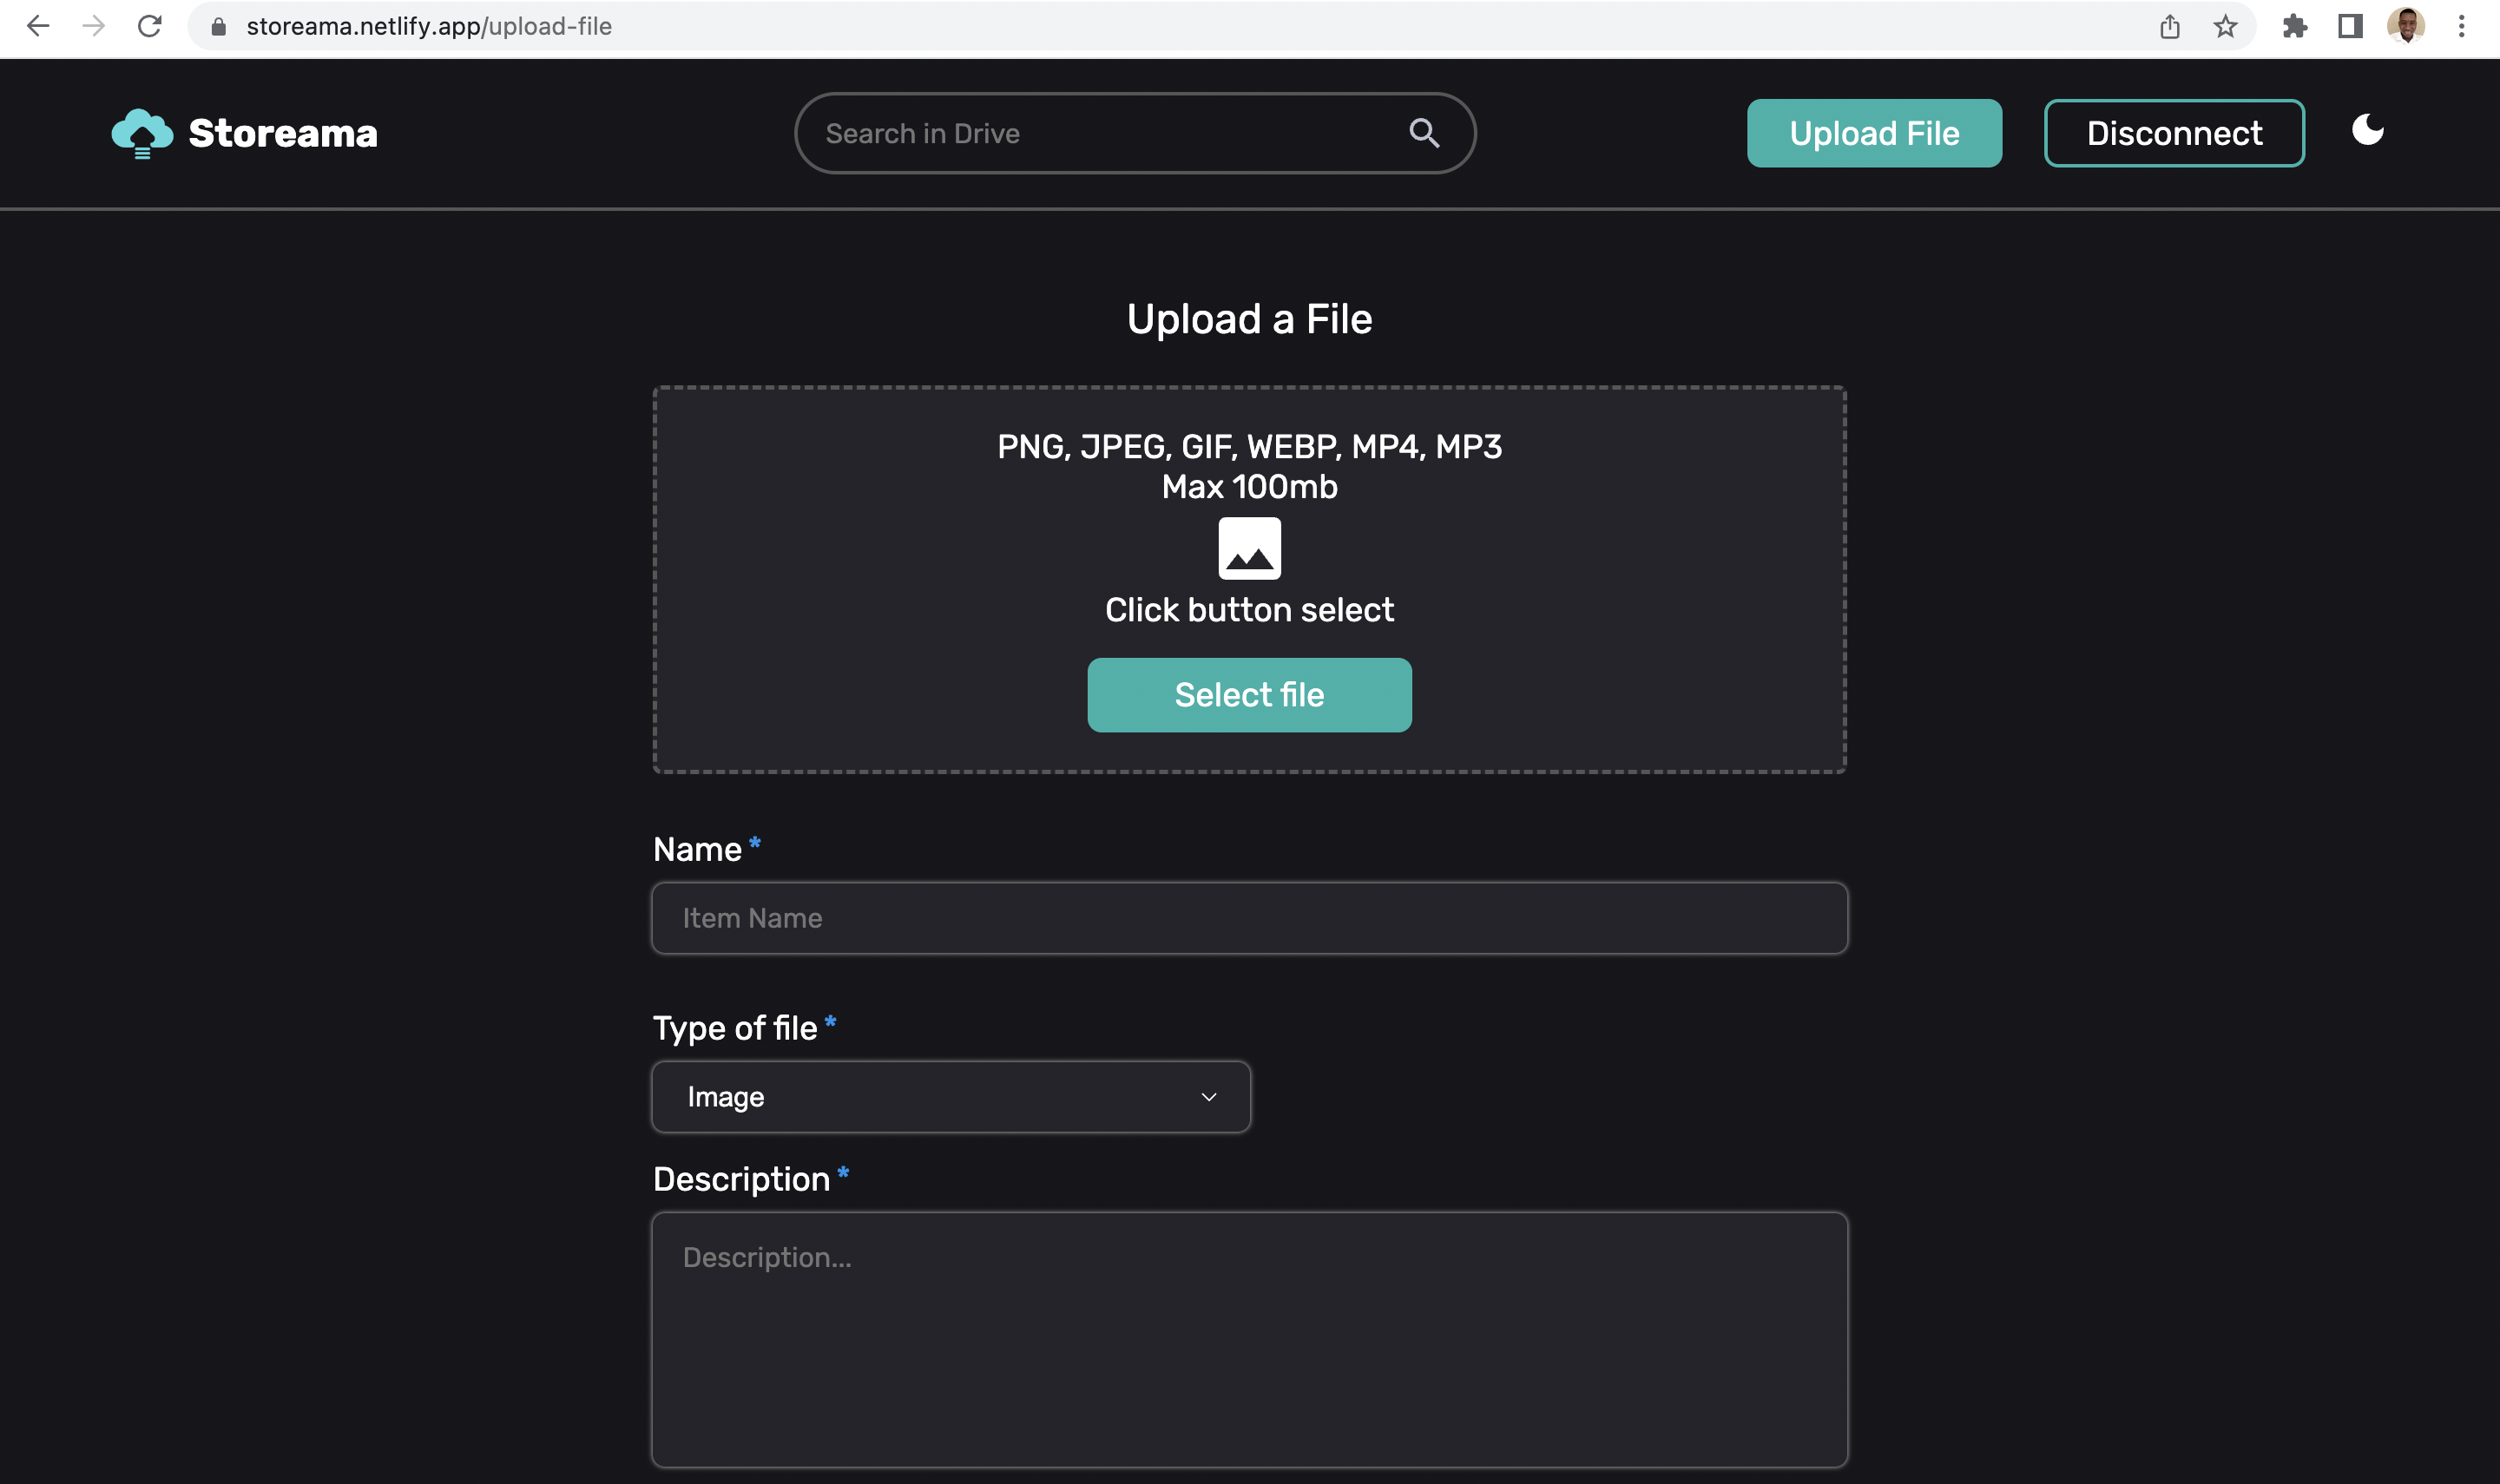 storeama.netlify.app/upload-file
Storeama
Search in Drive
Upload File
Disconnect
Upload a File
PNG, JPEG, GIF, WEBP, MP4, MP3
Max 100mb
Click button select
Select file
Name *
Item Name
Type of file *
Image
Description *
Description...